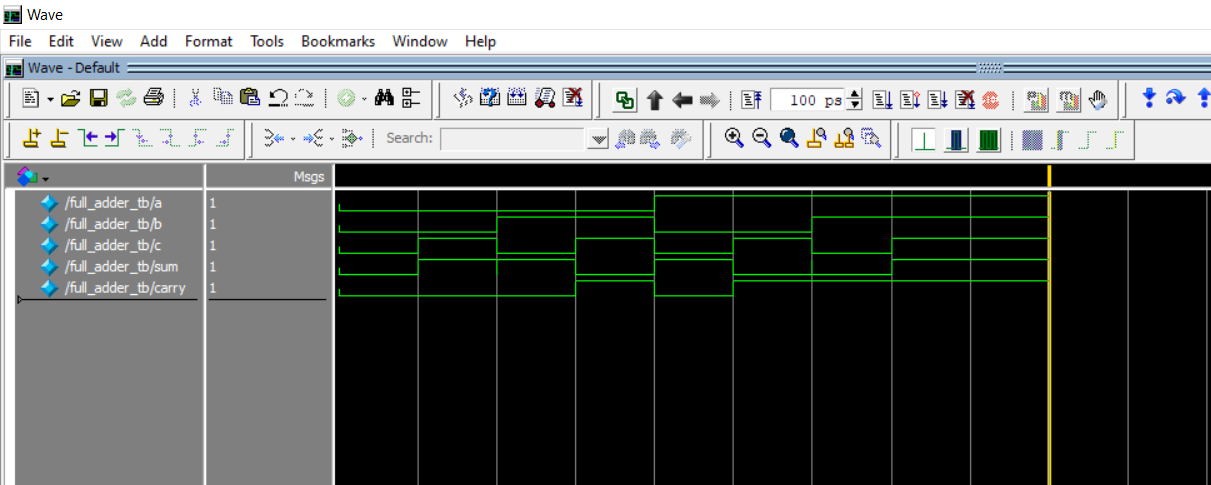 Wave
File Edit View Add Format Tools Bookmarks Window Help
Wave - Default
100 ps
Search:
Msgs
/full_adder_tb/a 1
/full_adder_tb/b 1
/full_adder_tb/c 1
/full_adder_tb/sum 1
/full_adder_tb/carry 1